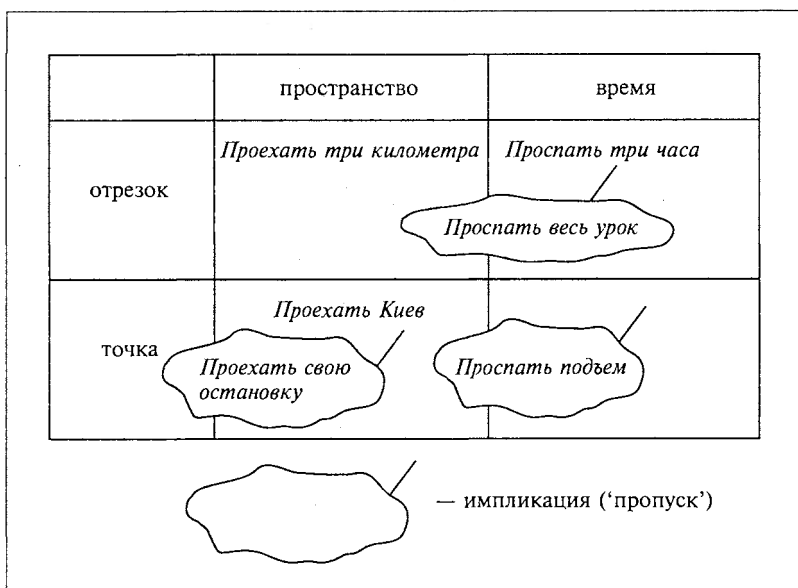 пространство время
Проехать три километра Проспать три часа
отрезок
Проспать весь урок
Проехать Киев
точка
Проехать свою Проспать подъем
остановку
— импликация (‘пропуск’)